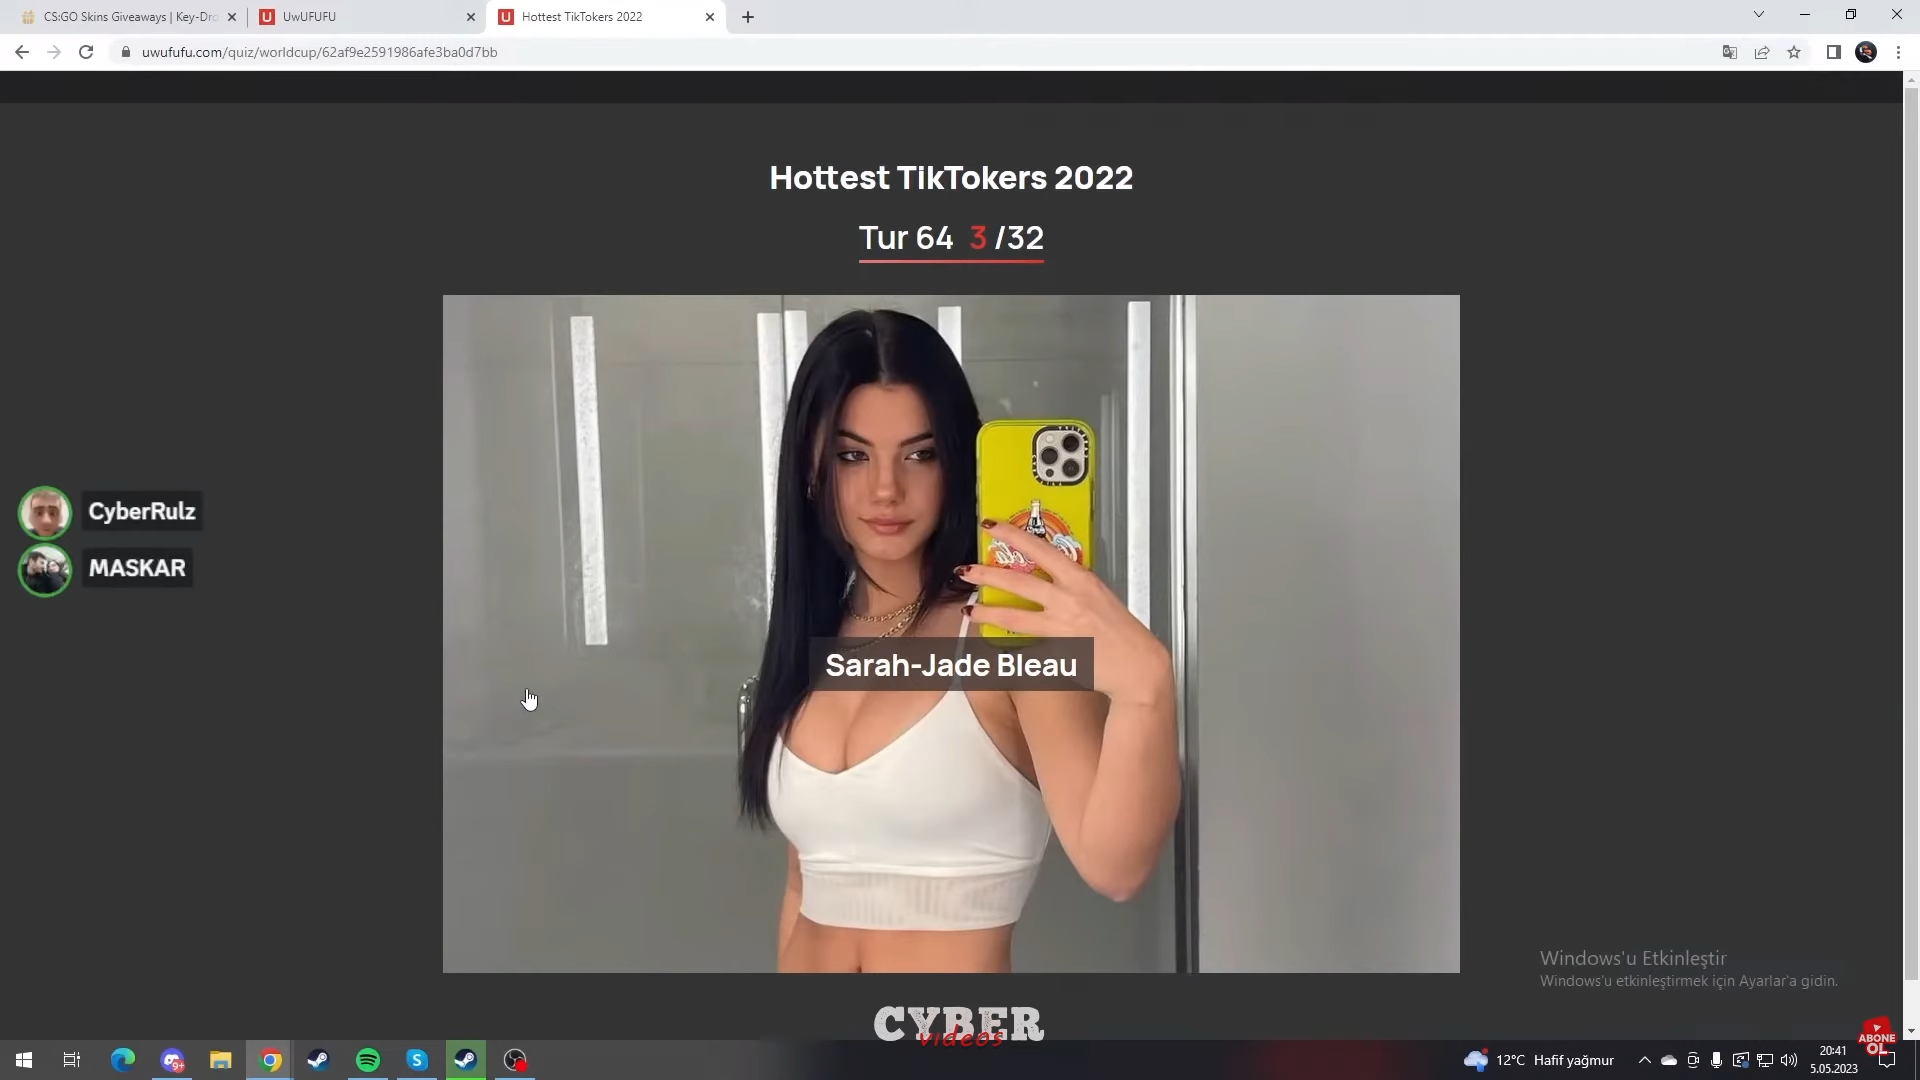 CS:GO Skins Giveaways | Key-Dro
UwUFUFU
Hottest TikTokers 2022
uwufufu.com/quiz/worldcup/62af9e2591986afe3ba0d7bb
Hottest TikTokers 2022
Tur 64 3 /32
CyberRulz
MASKAR
Sarah-Jade Bleau
Windows'u Etkinleştir
Windows'u etkinleştirmek için Ayarlar'a gidin.
CYBER
videos
ABONE
OL
9+
12°C Hafif yağmur
20:41
5.05.2023